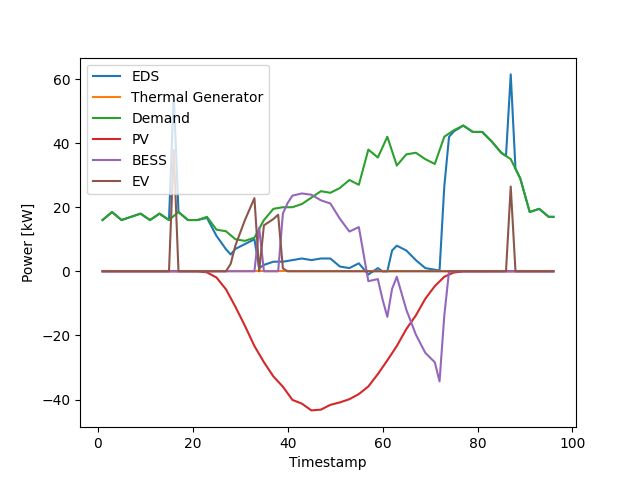 EDS
Thermal Generator
Demand
PV
BESS
EV
Power [kW]
60
40
20
0
−20
−40
0 20 40 60 80 100
Timestamp